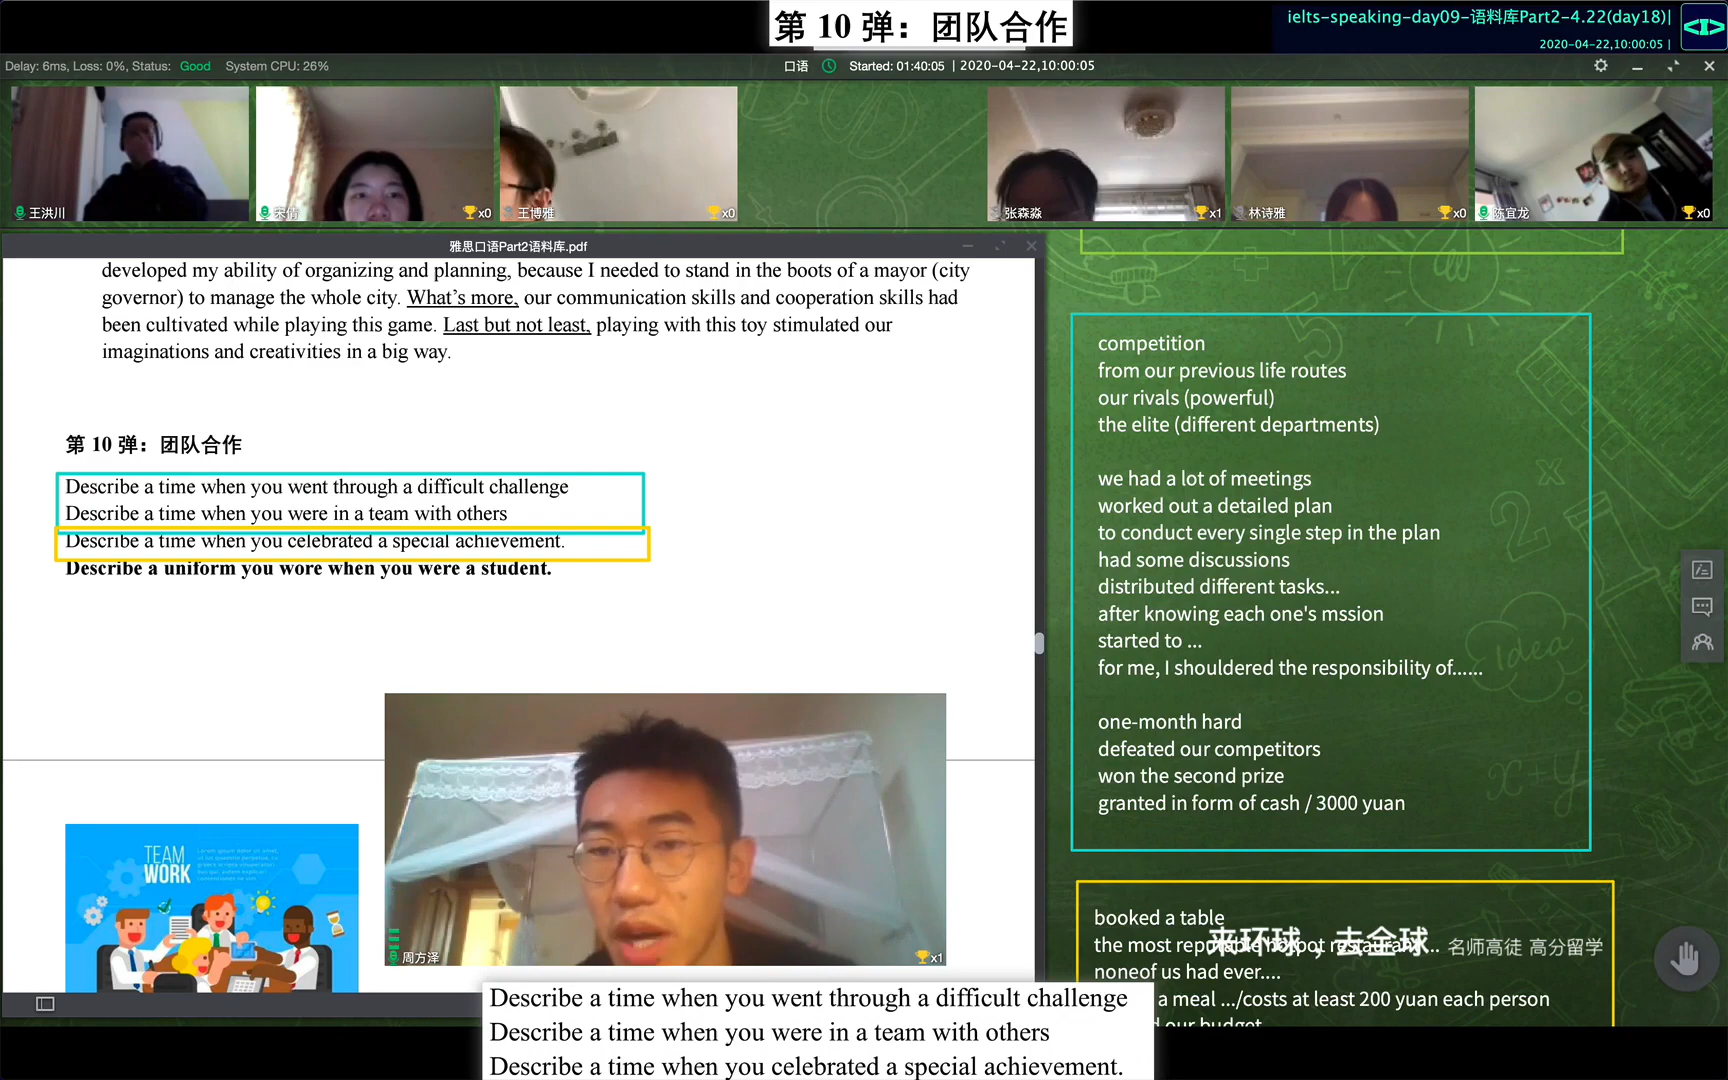 第 10 弹：团队合作
ielts-speaking-day09-语料库Part2-4.22(day18)|
2020-04-22,10:00:05 |
Delay: 6ms, Loss: 0%, Status: Good System CPU: 26%
口语 Started: 01:40:05 | 2020-04-22,10:00:05
王洪川
x0
王博雅
x0
张森淼
x1
林诗雅
x0
陈宜龙
x0
雅思口语Part2语料库.pdf
developed my ability of organizing and planning, because I needed to stand in the boots of a mayor (city
governor) to manage the whole city. What's more, our communication skills and cooperation skills had
been cultivated while playing this game. Last but not least, playing with this toy stimulated our
imaginations and creativities in a big way.
第 10 弹：团队合作
Describe a time when you went through a difficult challenge
Describe a time when you were in a team with others
Describe a time when you celebrated a special achievement.
Describe a uniform you wore when you were a student.
TEAM
WORK
周方泽
x1
competition
from our previous life routes
our rivals (powerful)
the elite (different departments)
we had a lot of meetings
worked out a detailed plan
to conduct every single step in the plan
had some discussions
distributed different tasks...
after knowing each one's mssion
started to ...
for me, I shouldered the responsibility of......
one-month hard
defeated our competitors
won the second prize
granted in form of cash / 3000 yuan
booked a table
the most reputable hotpot restaurant...
来环球，去金球 名师高徒 高分留学
noneof us had ever....
a meal .../costs at least 200 yuan each person
our budget
Describe a time when you went through a difficult challenge
Describe a time when you were in a team with others
Describe a time when you celebrated a special achievement.